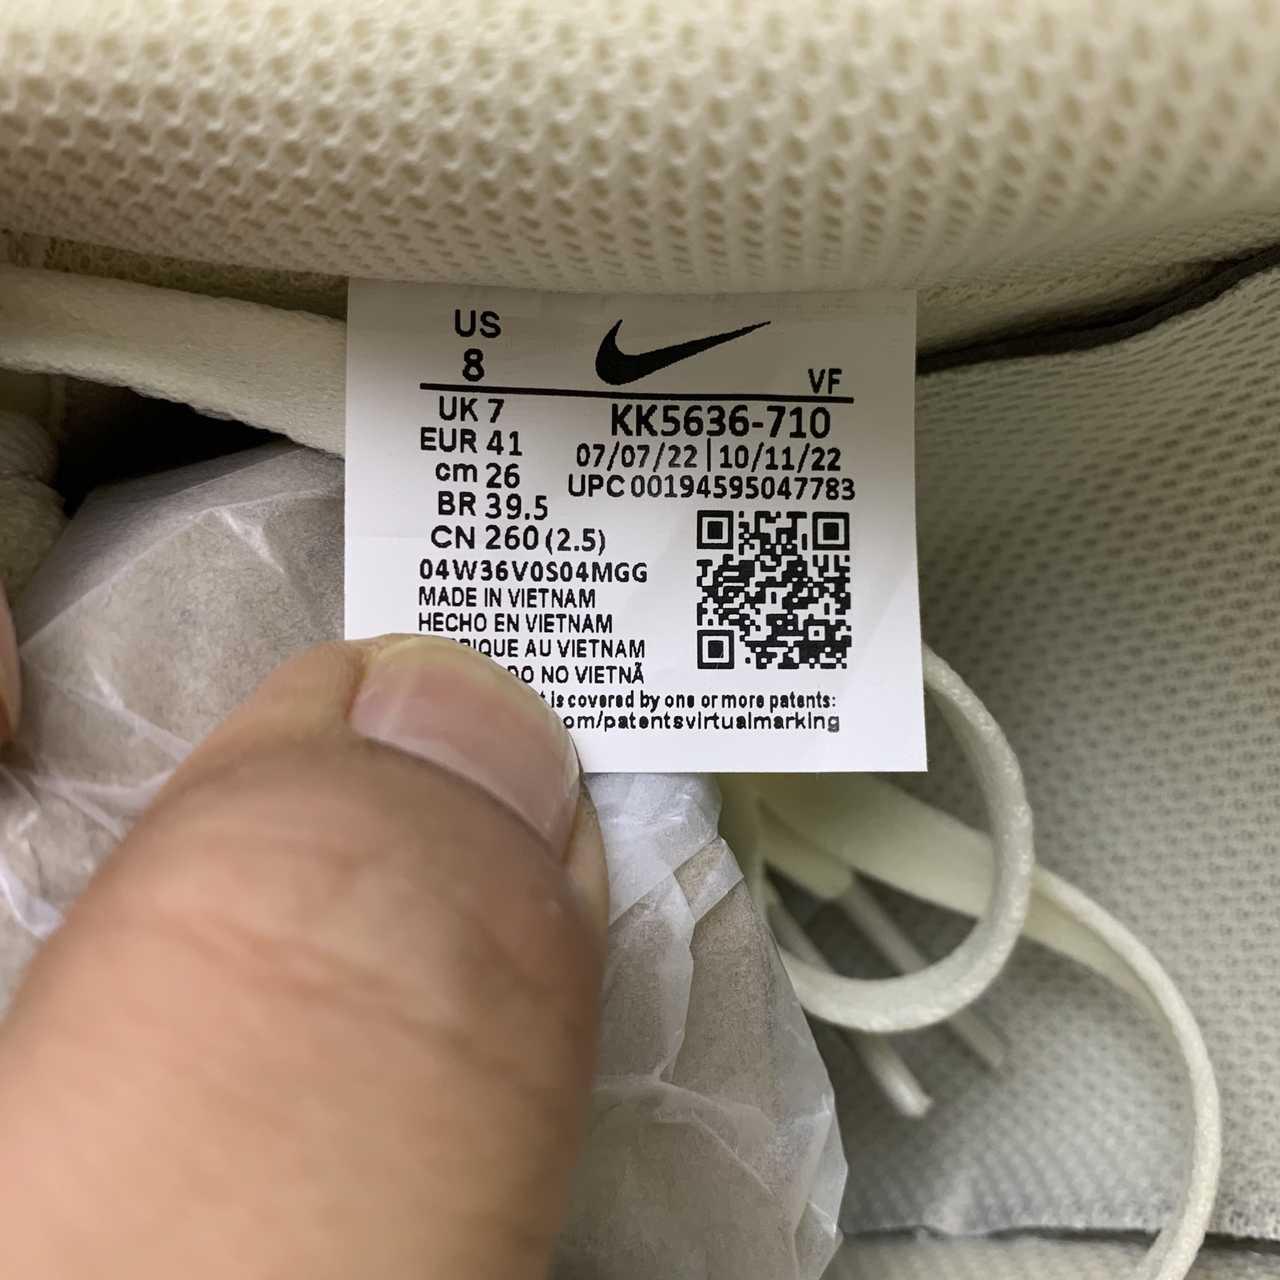 US
8
VF
UK 7
KK5636-710
EUR 41
07/07/22 | 10/11/22
cm 26
UPC 00194595047783
BR 39.5
CN 260 (2.5)
04W36V0S04MGG
MADE IN VIETNAM
HECHO EN VIETNAM
RIQUE AU VIETNAM
DO NO VIETNÃ
t is covered by one or more patents:
om/patentsvirtualmarking